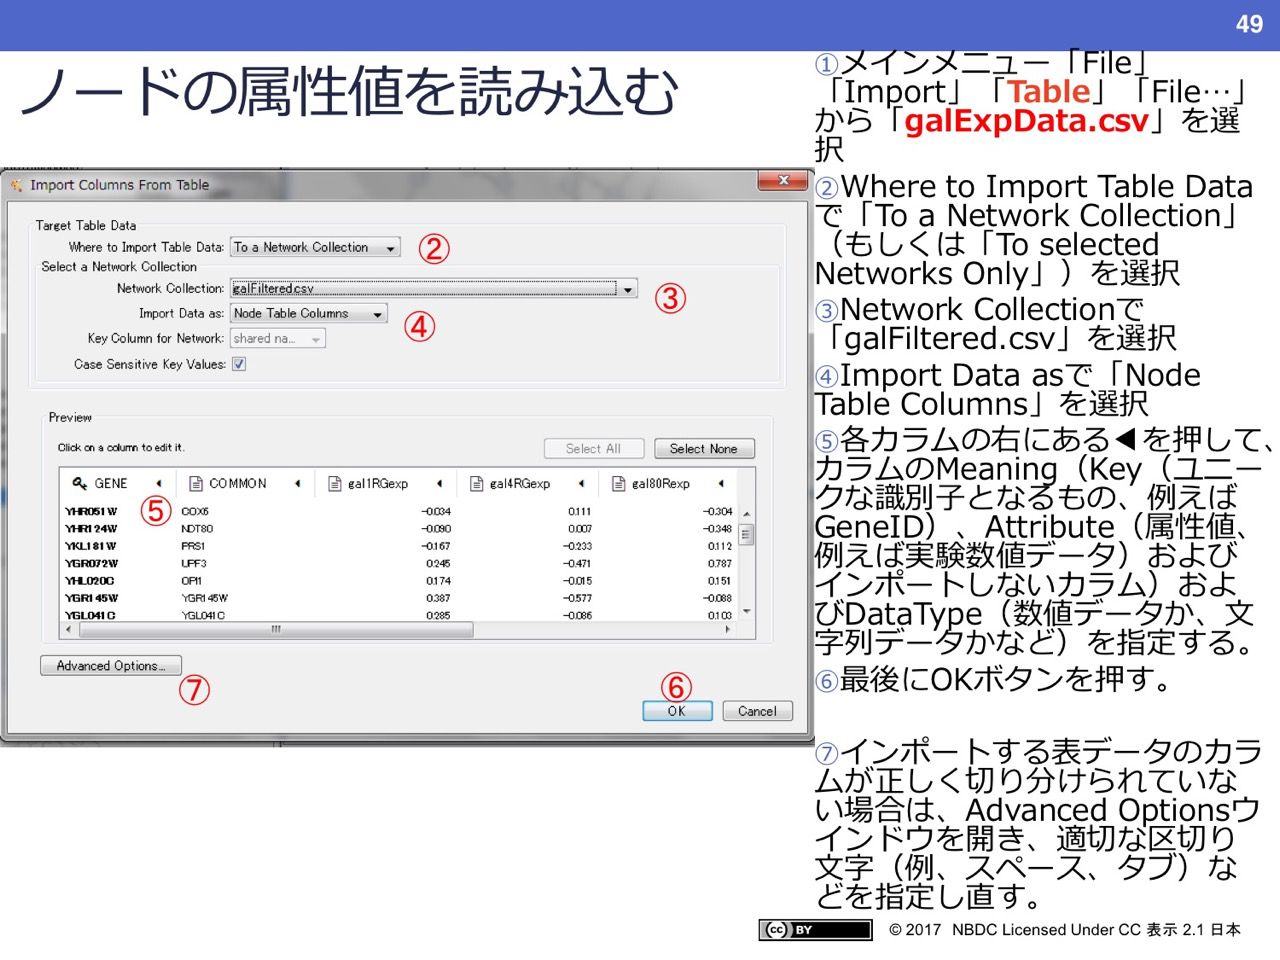 49
ノードの属性値を読み込む
①メインメニュー「File」
「Import」「Table」「File…」
から「galExpData.csv」を選
択
②Where to Import Table Data
で「To a Network Collection」
（もしくは「To selected
Networks Only」）を選択
③Network Collectionで
「galFiltered.csv」を選択
④Import Data asで「Node
Table Columns」を選択
⑤各カラムの右にある◀を押して、
カラムのMeaning（Key（ユニー
クな識別子となるもの、例えば
GeneID）、Attribute（属性値、
例えば実験数値データ）および
インポートしないカラム）およ
びDataType（数値データか、文
字列データかなど）を指定する。
⑥最後にOKボタンを押す。
⑦インポートする表データのカラ
ムが正しく切り分けられていな
い場合は、Advanced Optionsウ
インドウを開き、適切な区切り
文字（例、スペース、タブ）な
どを指定し直す。
Import Columns From Table
Target Table Data
Where to Import Table Data: To a Network Collection ②
Select a Network Collection
Network Collection: galFiltered.csv ③
Import Data as: Node Table Columns ④
Key Column for Network: shared na...
Case Sensitive Key Values:
Preview
Click on a column to edit it.
Select All Select None
GENE COMMON gal1RGexp gal4RGexp gal80Rexp
⑤
YHR051W COX6 -0.034 0.111 -0.304
YHR124W NDT80 -0.090 0.007 -0.348
YKL181W PRS1 -0.167 -0.233 0.112
YGR072W UPF3 0.245 -0.471 0.787
YHL020C OPI1 0.174 -0.015 0.151
YGR145W YGR145W 0.387 -0.577 -0.088
YGL041C YGL041C 0.285 -0.086 0.103
Advanced Options...
⑦
⑥
OK Cancel
cc BY
© 2017 NBDC Licensed Under CC 表示 2.1 日本